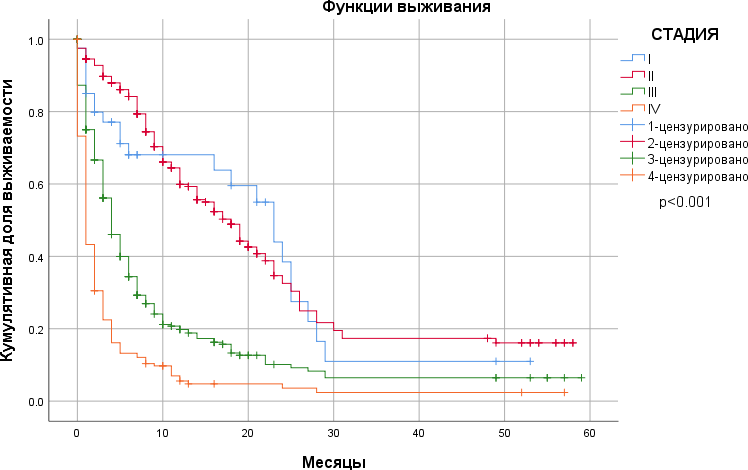 Функции выживания
Кумулятивная доля выживаемости
1.0
0.8
0.6
0.4
0.2
0.0
0 10 20 30 40 50 60
Месяцы
СТАДИЯ
I
II
III
IV
1-цензурировано
2-цензурировано
3-цензурировано
4-цензурировано
p<0.001